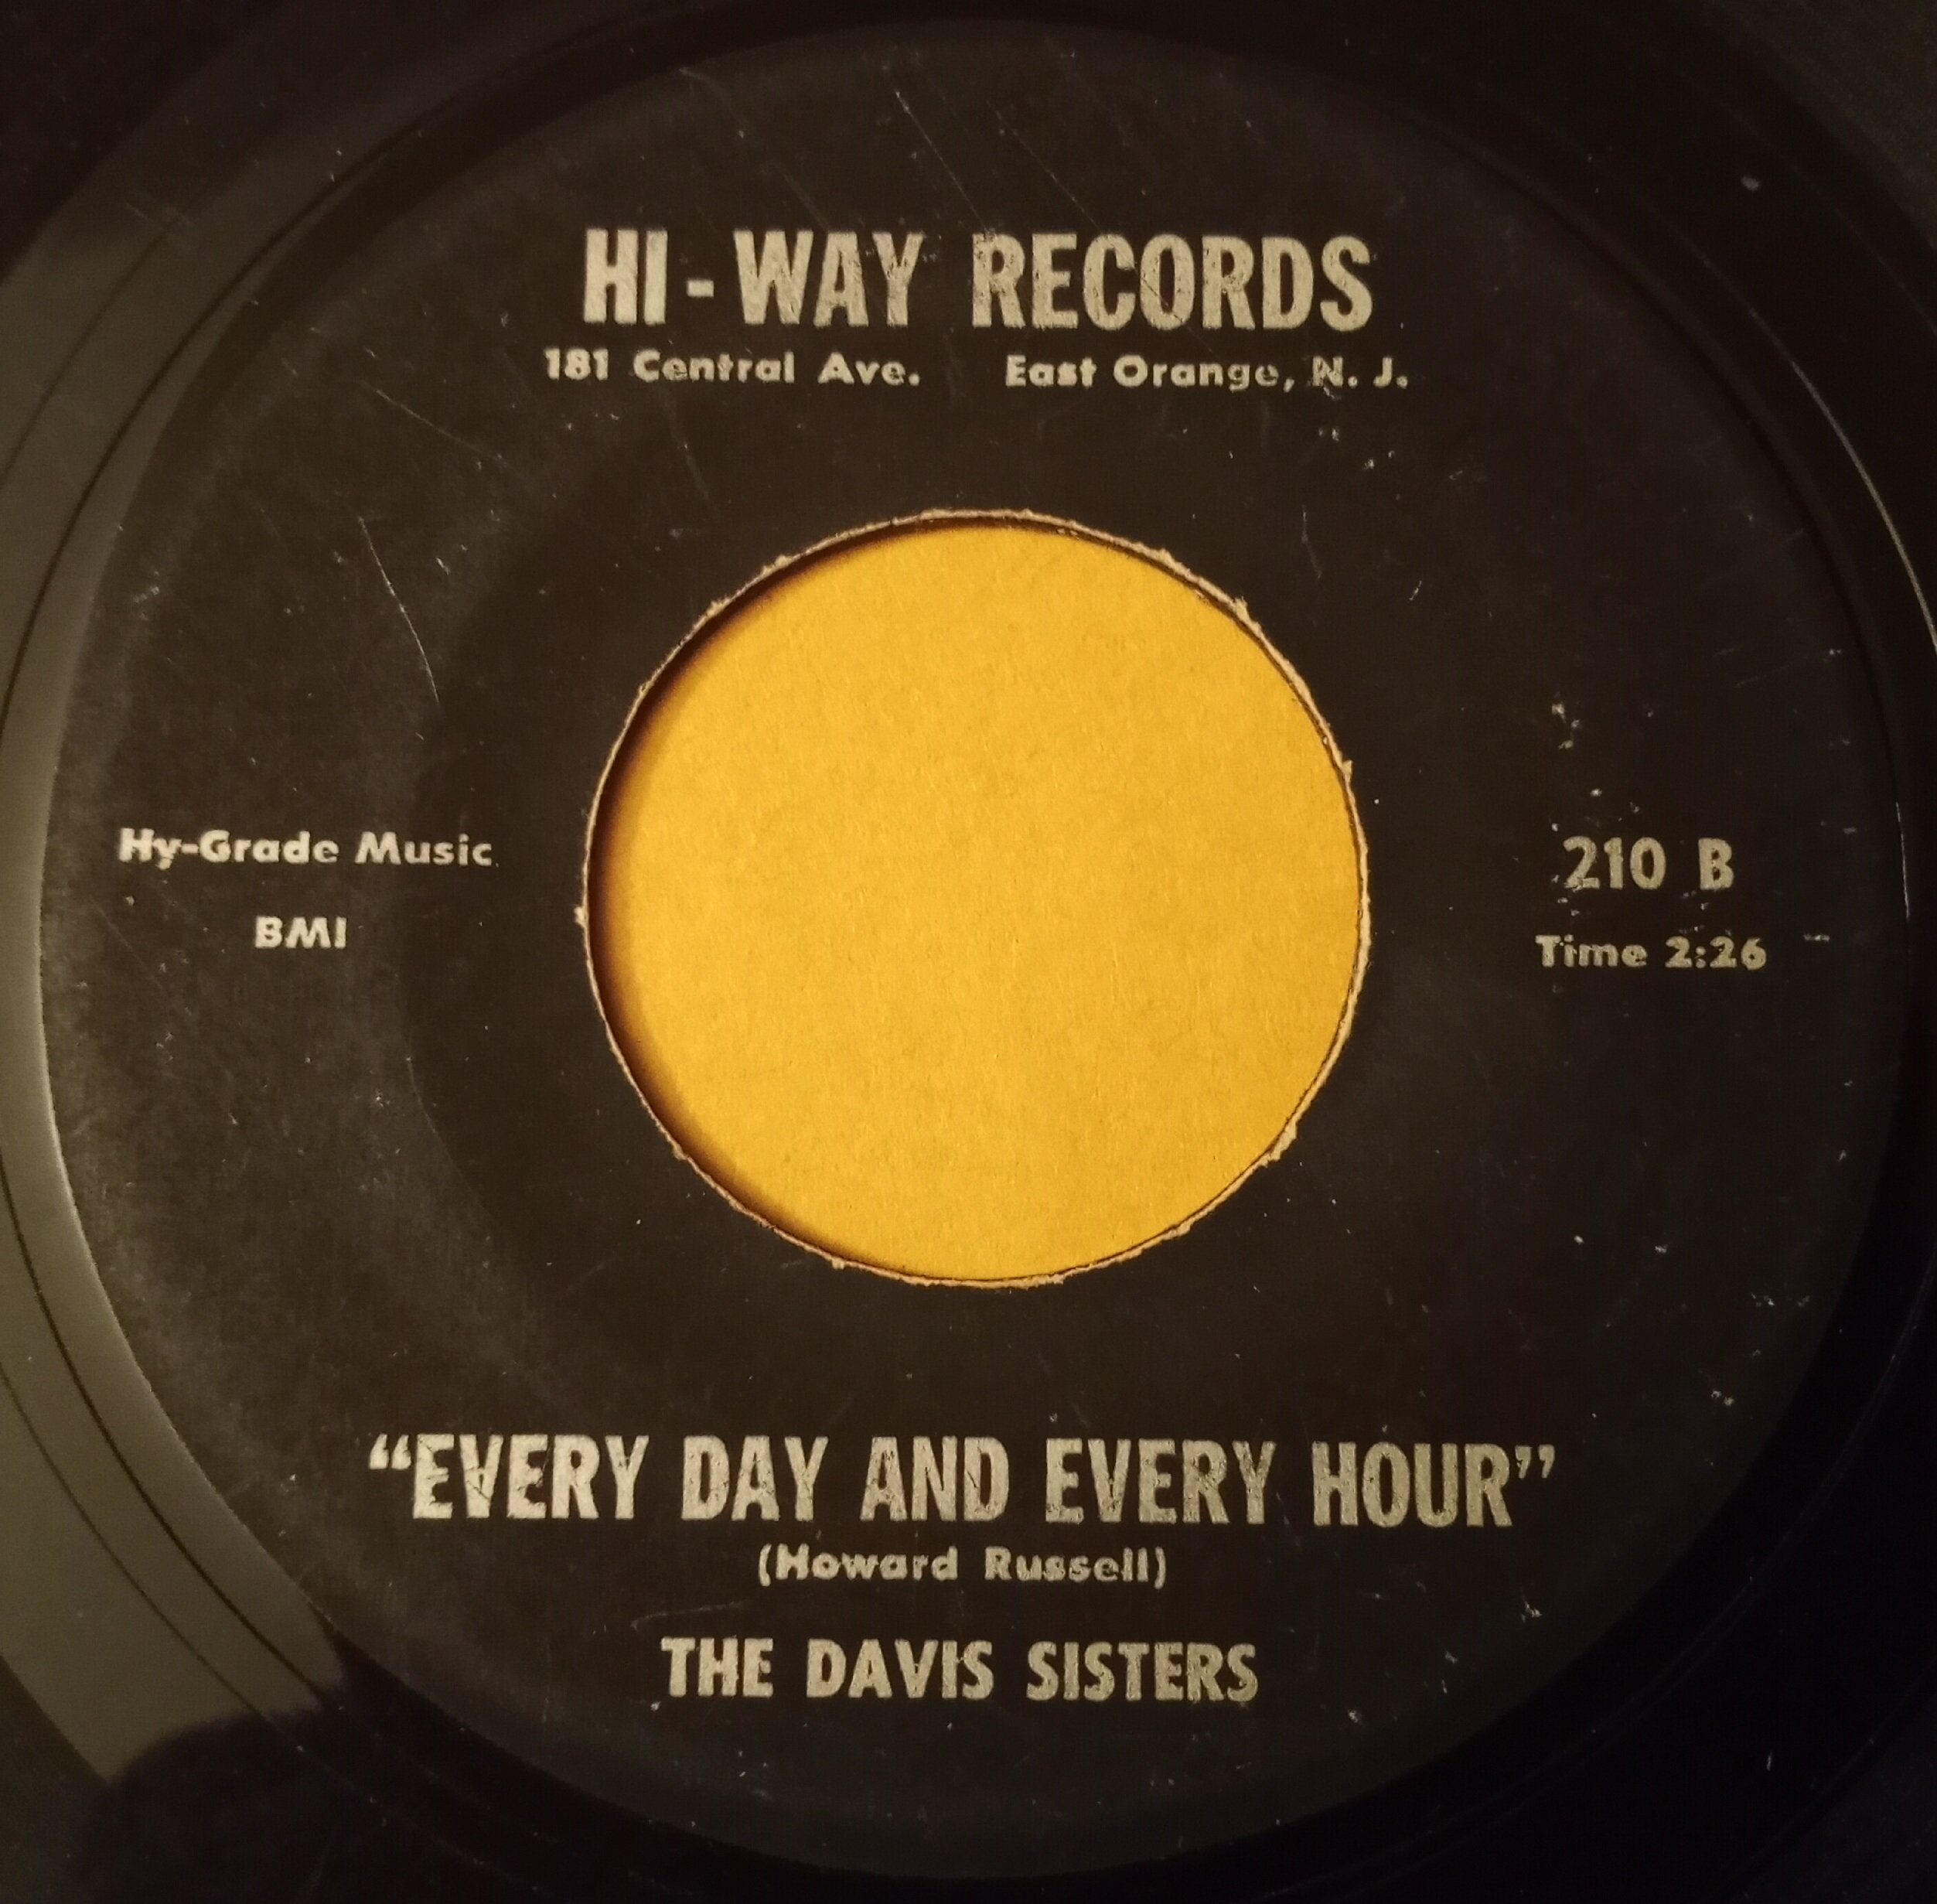 HI-WAY RECORDS
181 Central Ave. East Orange, N. J.
Hy-Grade Music
BMI
210 B
Time 2:26
“EVERY DAY AND EVERY HOUR”
(Howard Russell)
THE DAVIS SISTERS